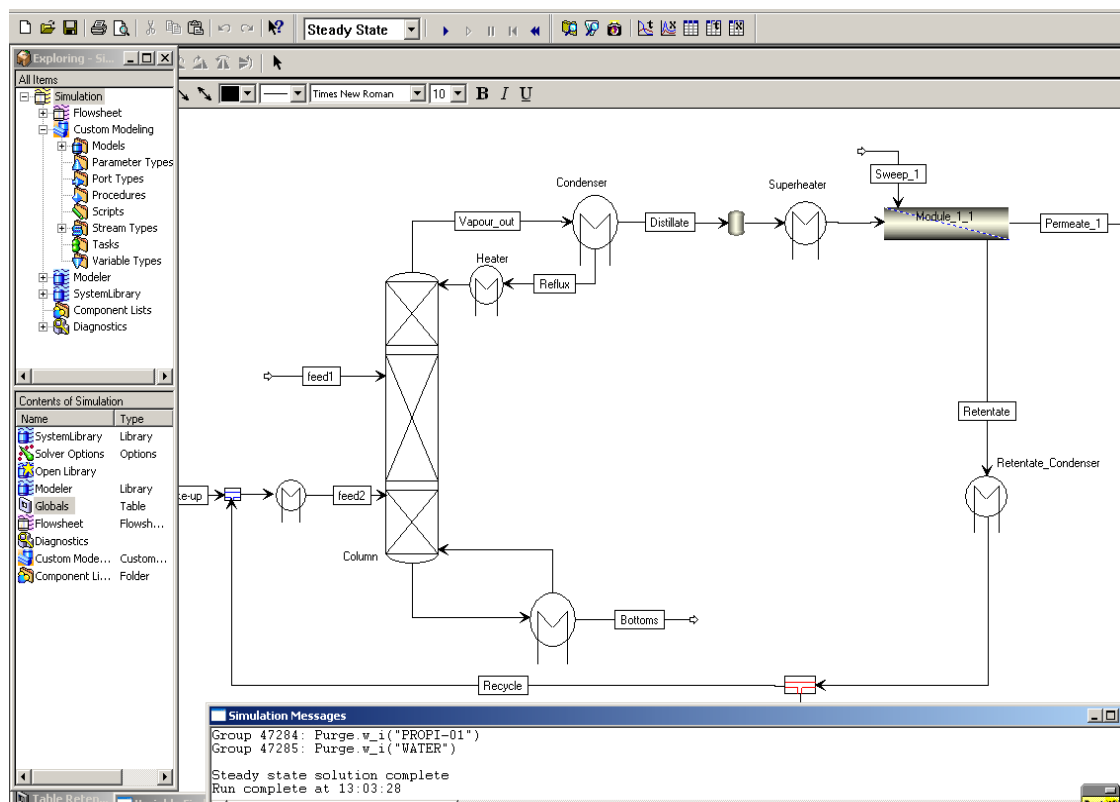 Steady State
Exploring - Si...
All Items
Simulation
Flowsheet
Custom Modeling
Models
Parameter Types
Port Types
Procedures
Scripts
Stream Types
Tasks
Variable Types
Modeler
SystemLibrary
Component Lists
Diagnostics
Times New Roman 10 B I U
Contents of Simulation
Name Type
SystemLibrary Library
Solver Options Options
Open Library
Modeler Library
Globals Table
Flowsheet Flowsh...
Diagnostics
Custom Mode... Custom...
Component Li... Folder
Condenser
Superheater
Sweep_1
Vapour_out
Distillate
Module_1_1
Permeate_1
Heater
Reflux
feed1
Retentate
Retentate_Condenser
ke-up
feed2
Column
Bottoms
Recycle
Simulation Messages
Group 47284: Purge.w_i("PROPI-01")
Group 47285: Purge.w_i("WATER")
Steady state solution complete
Run complete at 13:03:28